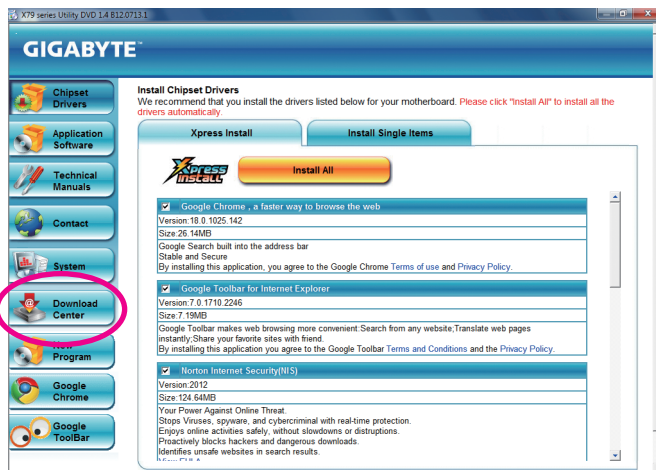 X79 series Utility DVD 1.4 B12.0713.1
GIGABYTE™
Chipset
Drivers
Application
Software
Technical
Manuals
Contact
System
Download
Center
New
Program
Google
Chrome
Google
ToolBar
Install Chipset Drivers
We recommend that you install the drivers listed below for your motherboard. Please click "Install All" to install all the
drivers automatically.
Xpress Install
Install Single Items
Xpress
INSTALL
Install All
Google Chrome , a faster way to browse the web
Version:18.0.1025.142
Size:26.14MB
Google Search built into the address bar
Stable and Secure
By installing this application, you agree to the Google Chrome Terms of use and Privacy Policy.
Google Toolbar for Internet Explorer
Version:7.0.1710.2246
Size:7.19MB
Google Toolbar makes web browsing more convenient:Search from any website;Translate web pages
instantly;Share your favorite sites with friend.
By installing this application you agree to the Google Toolbar Terms and Conditions and the Privacy Policy.
Norton Internet Security(NIS)
Version:2012
Size:124.64MB
Your Power Against Online Threat.
Stops Viruses, spyware, and cybercriminal with real-time protection.
Enjoys online activities safely, without slowdowns or distruptions.
Proactively blocks hackers and dangerous downloads.
Identifies unsafe websites in search results.
View EULA